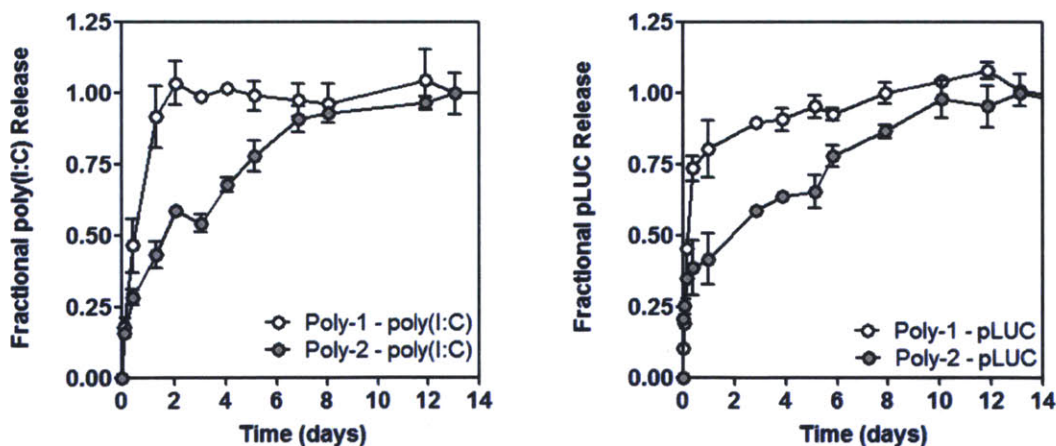 Fractional poly(I:C) Release
1.25
1.00
0.75
0.50
0.25
0.00
0 2 4 6 8 10 12 14
Time (days)
Poly-1 - poly(I:C)
Poly-2 - poly(I:C)
Fractional pLUC Release
1.25
1.00
0.75
0.50
0.25
0.00
0 2 4 6 8 10 12 14
Time (days)
Poly-1 - pLUC
Poly-2 - pLUC